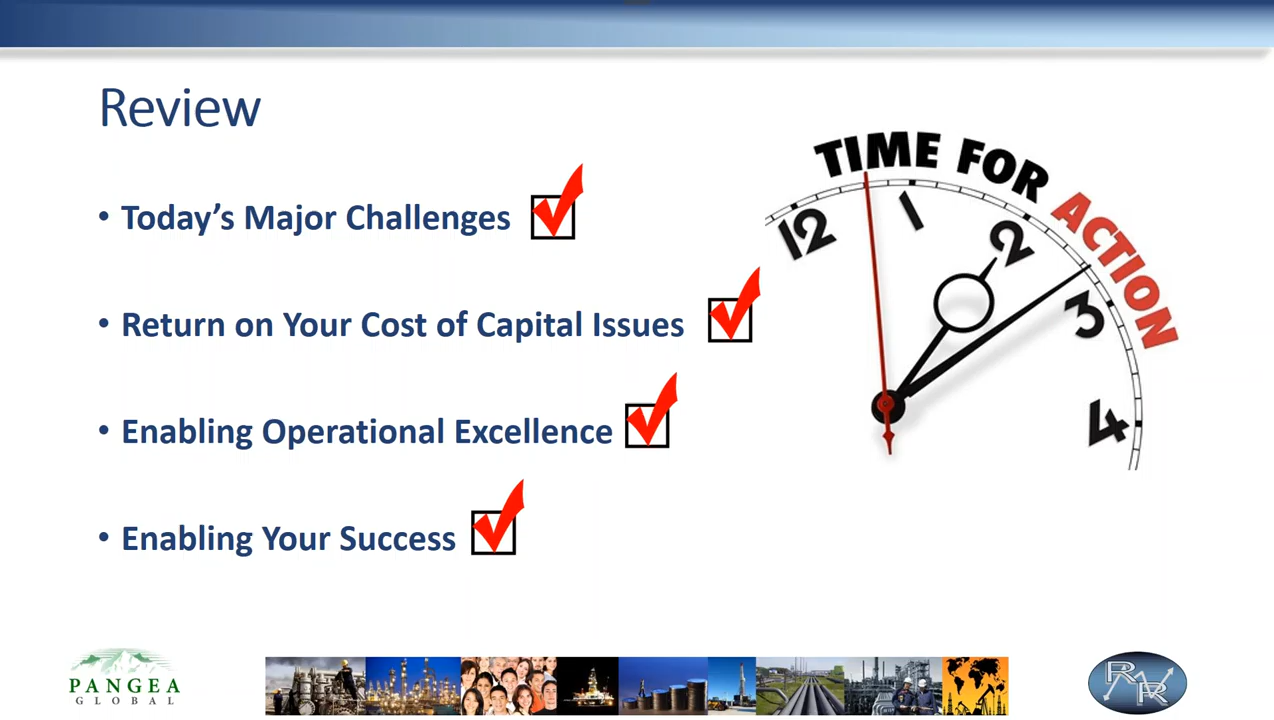 Review
• Today's Major Challenges
• Return on Your Cost of Capital Issues
• Enabling Operational Excellence
• Enabling Your Success
TIME FOR ACTION
12
1
2
3
4
PANGEA
GLOBAL
RR